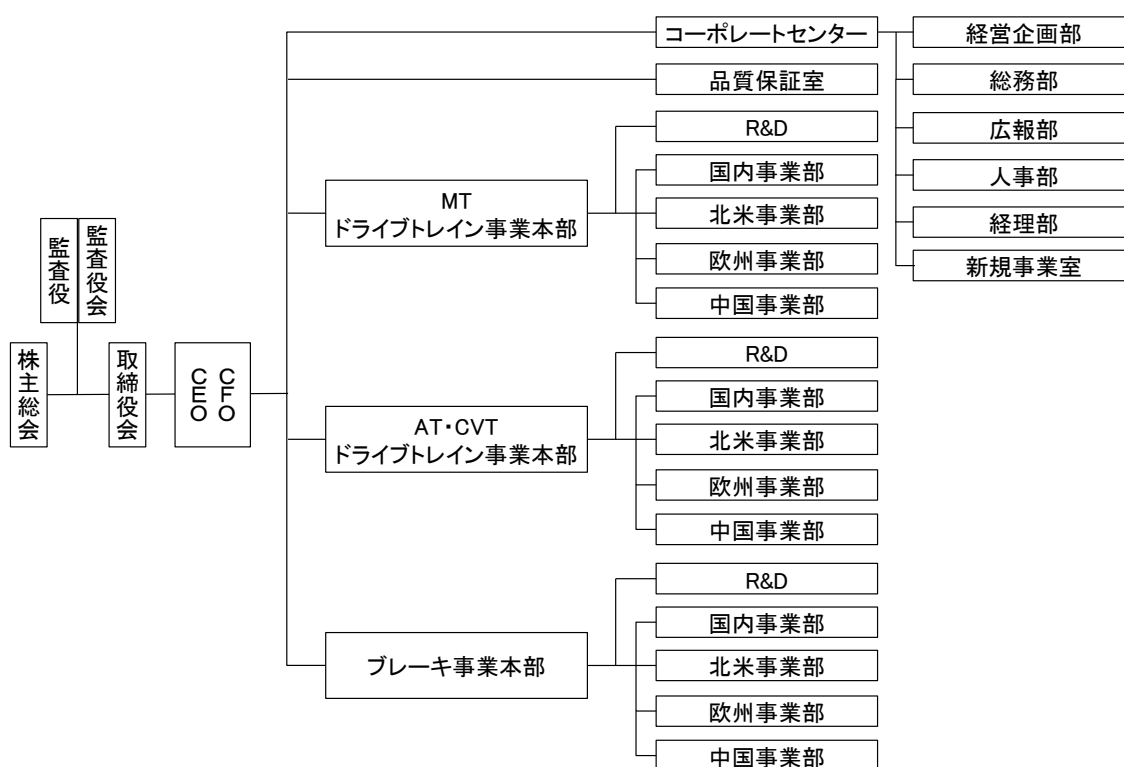 コーポレートセンター
経営企画部
品質保証室
総務部
R&D
広報部
国内事業部
人事部
MT
ドライブトレイン事業本部
北米事業部
経理部
欧州事業部
新規事業室
中国事業部
監査役
監査役会
株主総会
取締役会
CEO
CFO
R&D
国内事業部
AT・CVT
ドライブトレイン事業本部
北米事業部
欧州事業部
中国事業部
R&D
国内事業部
ブレーキ事業本部
北米事業部
欧州事業部
中国事業部